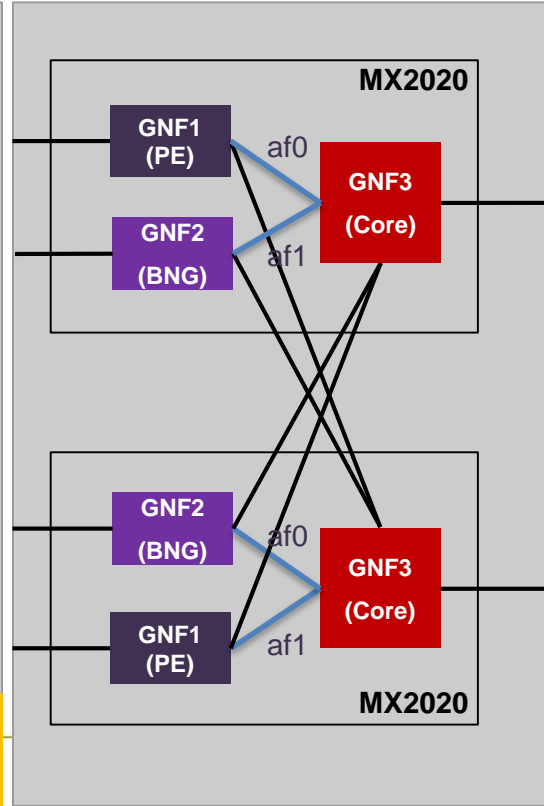 MX2020
GNF1
(PE)
af0
GNF3
(Core)
GNF2
(BNG)
af1
GNF2
(BNG)
af0
GNF3
(Core)
GNF1
(PE)
af1
MX2020